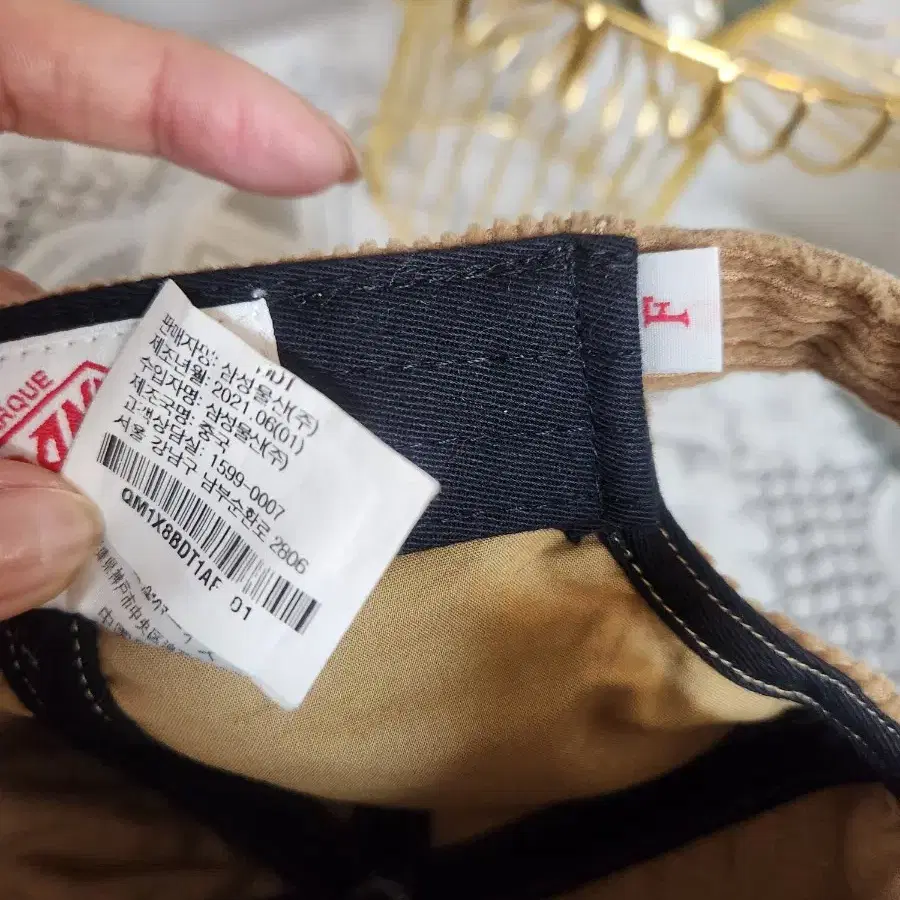 판매자명: 삼성물산(주)
제조년월: 2021.06(01)
수입자명: 삼성물산(주)
제조국명: 중국
고객상담실: 1599-0007
서울 강남구 남부순환로 2806
QM1X8BDT1AF 01
F